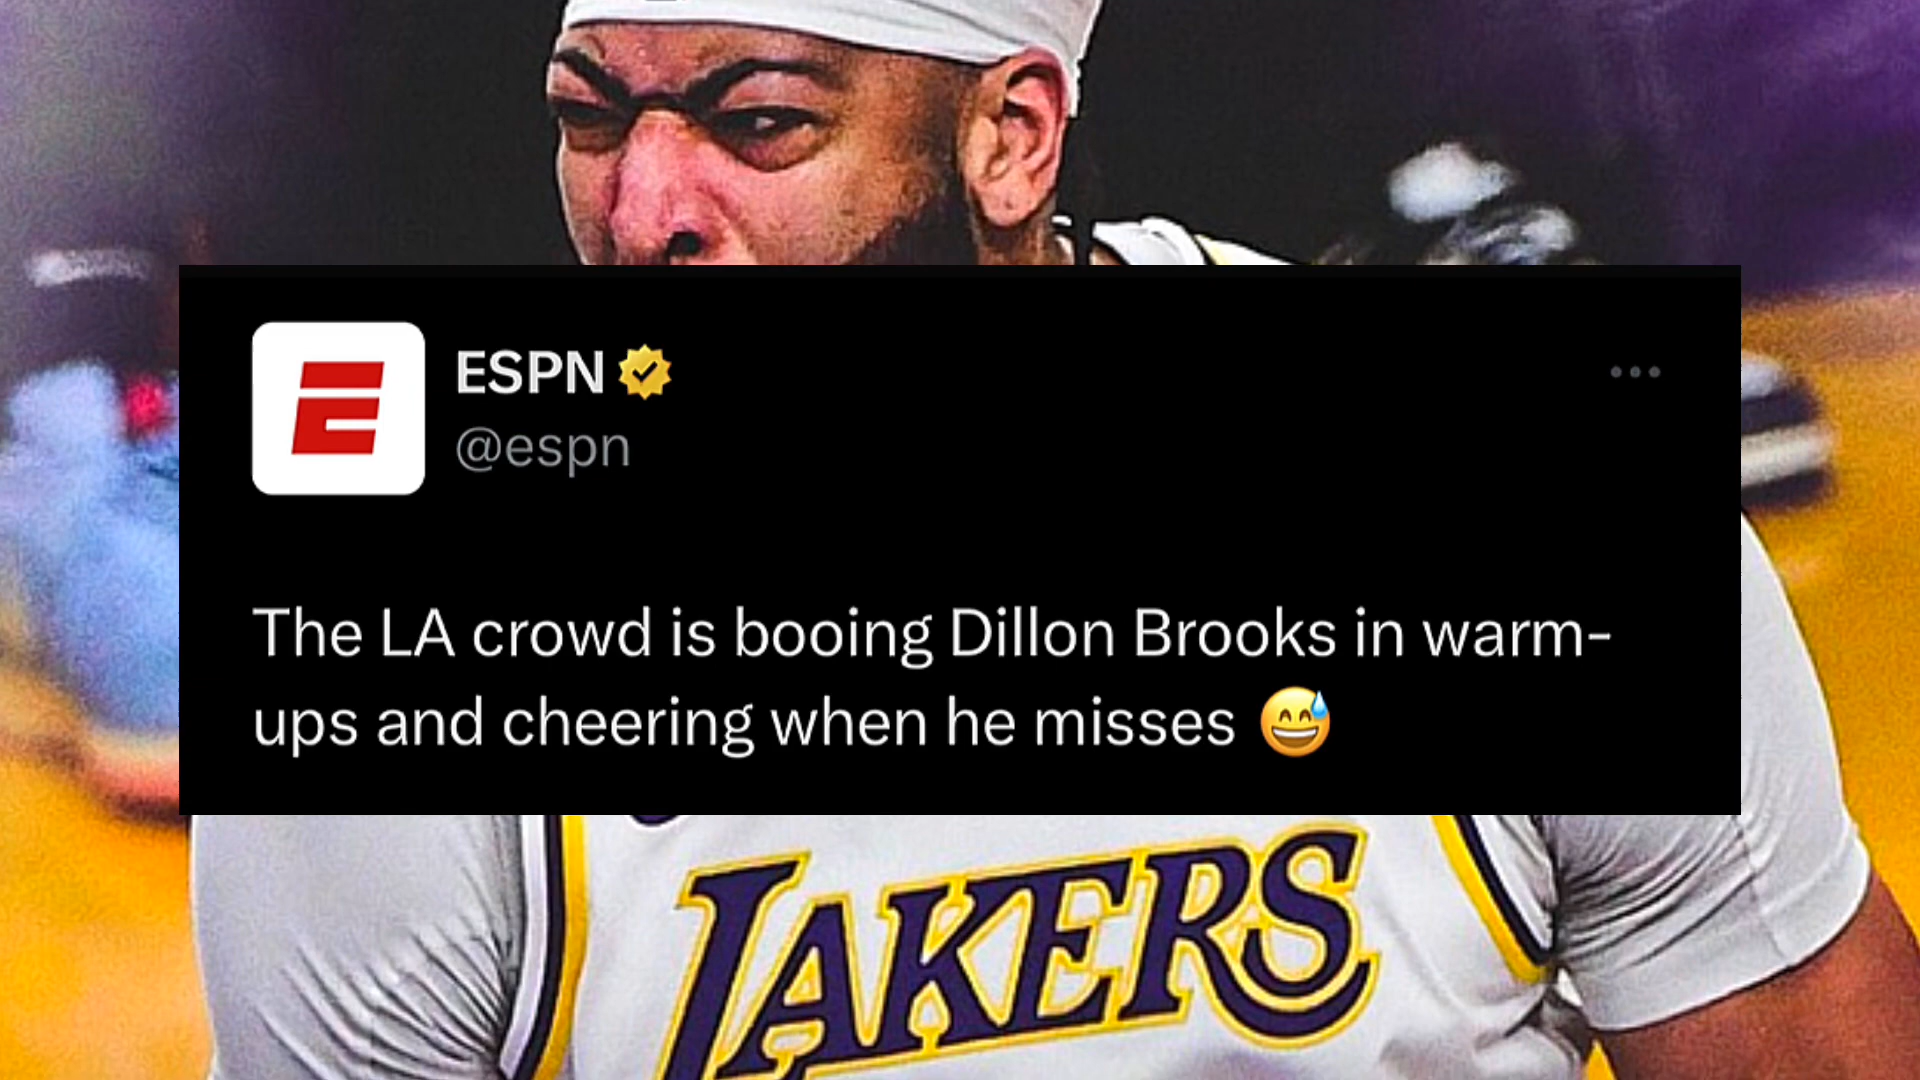 ESPN
@espn
The LA crowd is booing Dillon Brooks in warm-
ups and cheering when he misses 😅
LAKERS